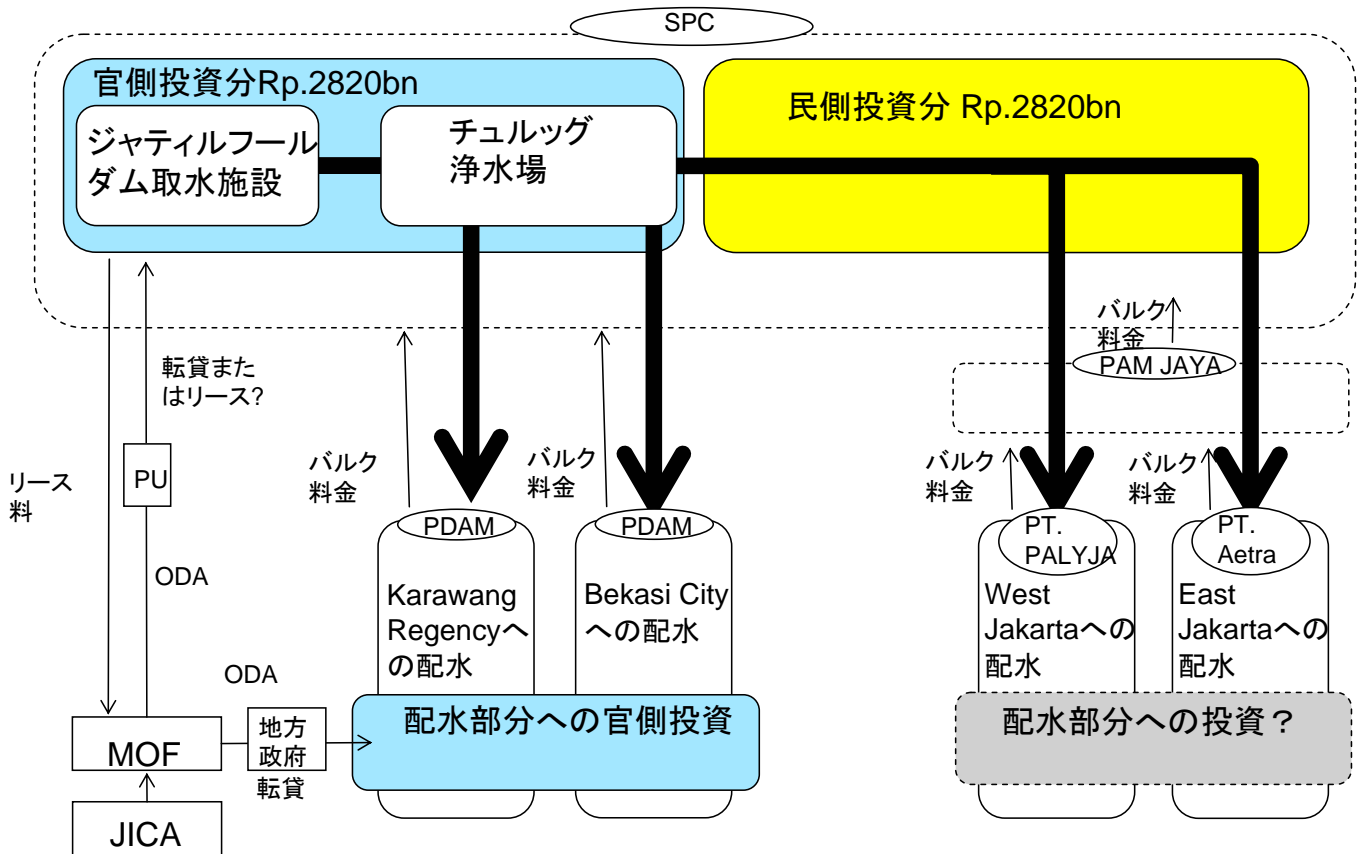 SPC
官側投資分Rp.2820bn
民側投資分 Rp.2820bn
ジャティルフール
ダム取水施設
チュルッグ
浄水場
バルク
料金
PAM JAYA
転貸また
はリース?
リース
料
PU
バルク
料金
バルク
料金
バルク
料金
バルク
料金
PDAM
PDAM
PT.
PALYJA
PT.
Aetra
ODA
Karawang
Regencyへ
の配水
Bekasi City
への配水
West
Jakartaへの
配水
East
Jakartaへの
配水
ODA
配水部分への官側投資
配水部分への投資？
MOF
地方
政府
転貸
JICA